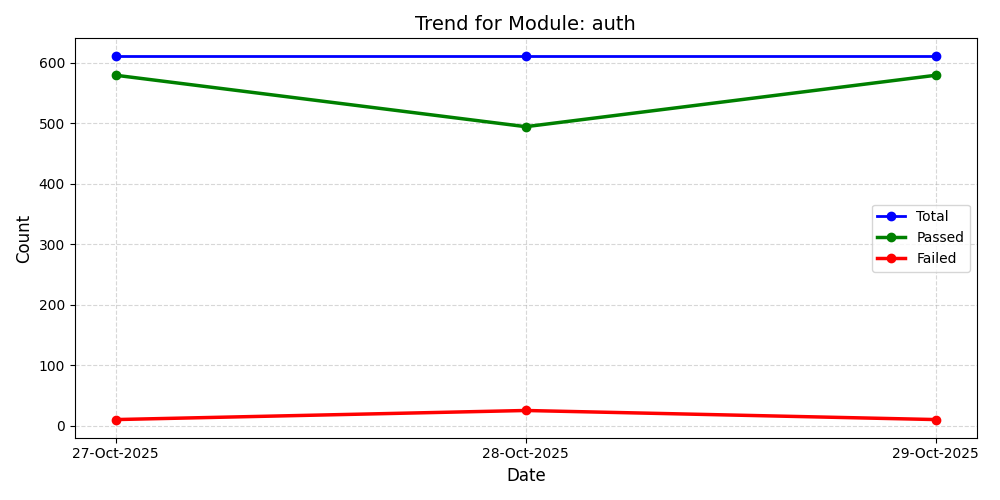 Trend for Module: auth
600
500
400
300
200
100
0
Count
Total
Passed
Failed
27-Oct-2025
28-Oct-2025
29-Oct-2025
Date